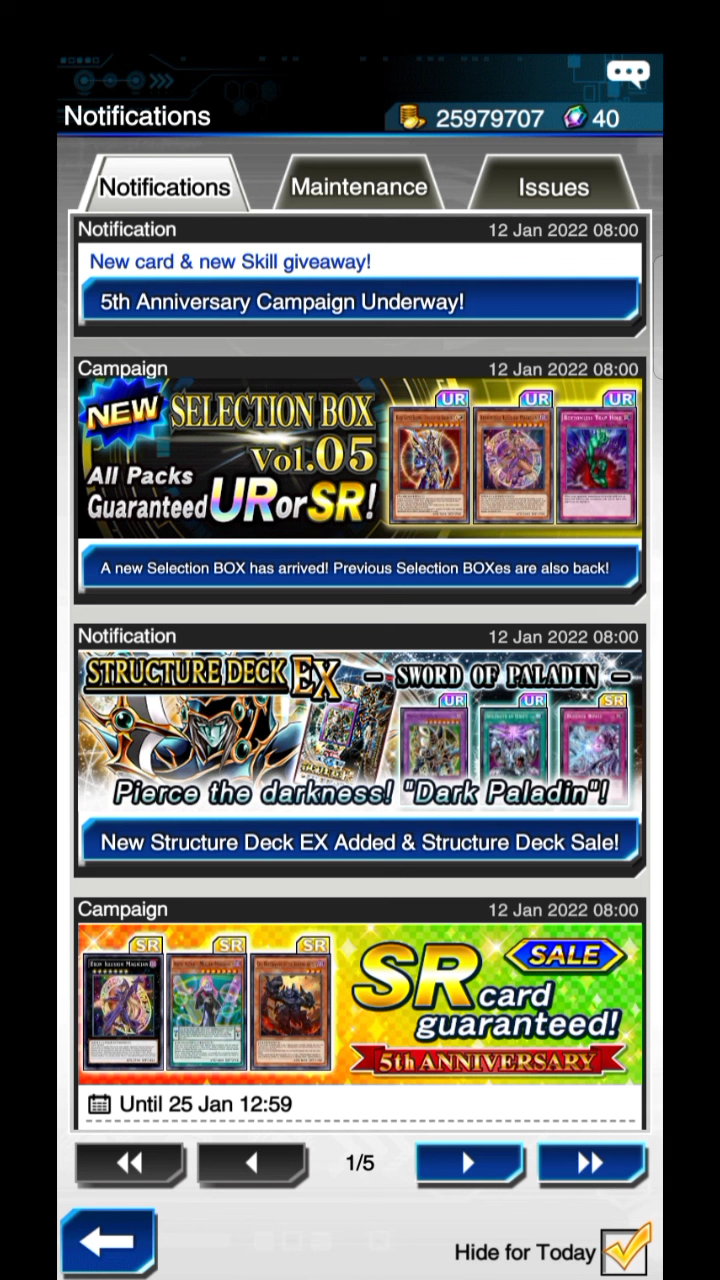 Notifications
25979707
40
Notifications
Maintenance
Issues
Notification
12 Jan 2022 08:00
New card & new Skill giveaway!
5th Anniversary Campaign Underway!
Campaign
12 Jan 2022 08:00
NEW
SELECTION BOX
Vol.05
All Packs
Guaranteed UR or SR!
UR
UR
UR
A new Selection BOX has arrived! Previous Selection BOXes are also back!
Notification
12 Jan 2022 08:00
STRUCTURE DECK EX
– SWORD OF PALADIN –
UR
UR
SR
Pierce the darkness! "Dark Paladin"!
New Structure Deck EX Added & Structure Deck Sale!
Campaign
12 Jan 2022 08:00
SR
SR
SR
SALE
SR card
guaranteed!
5th ANNIVERSARY
Until 25 Jan 12:59
1/5
Hide for Today